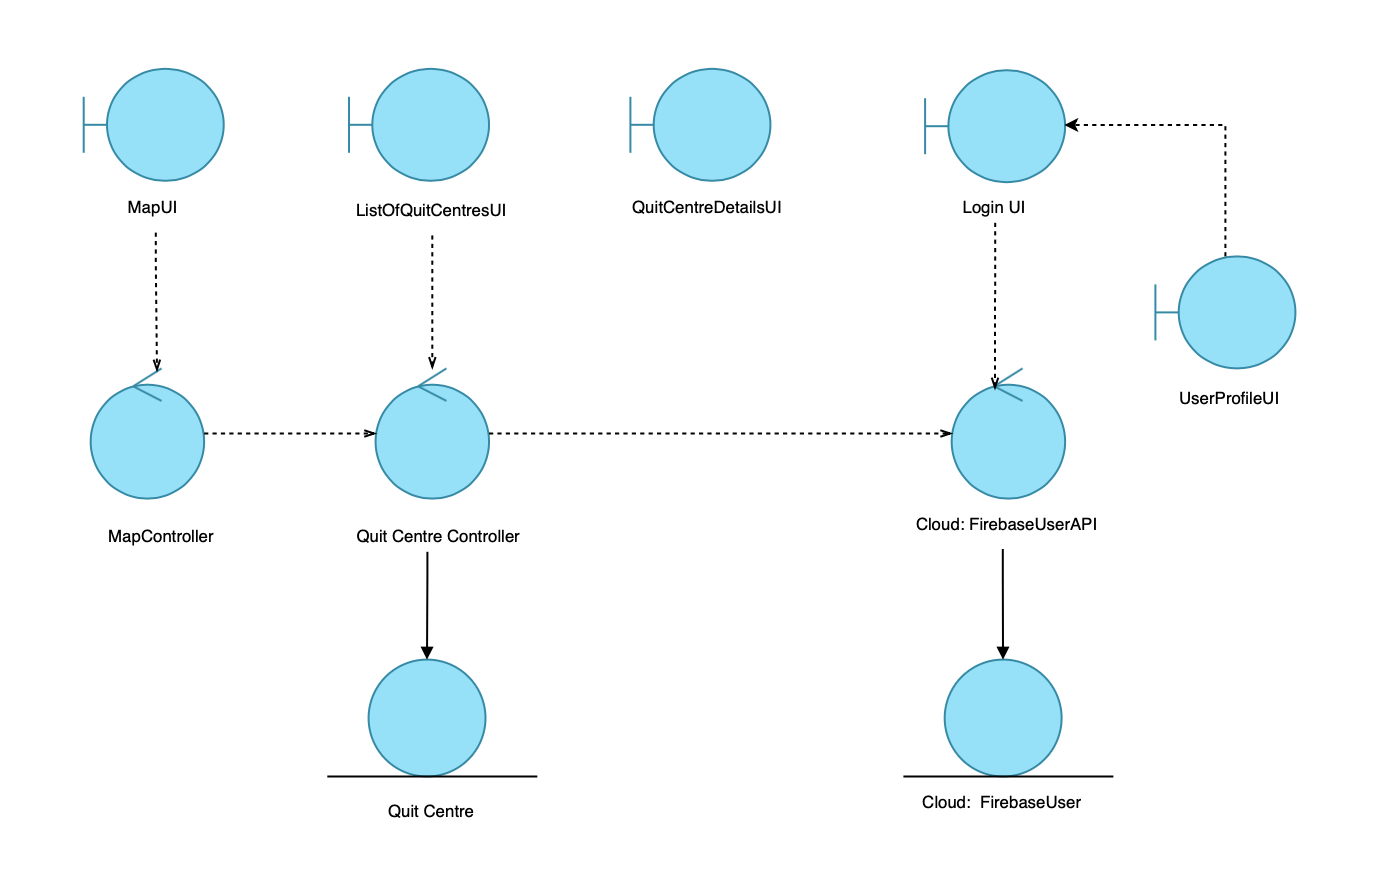 MapUI
ListOfQuitCentresUI
QuitCentreDetailsUI
Login UI
UserProfileUI
MapController
Quit Centre Controller
Cloud: FirebaseUserAPI
Quit Centre
Cloud:  FirebaseUser